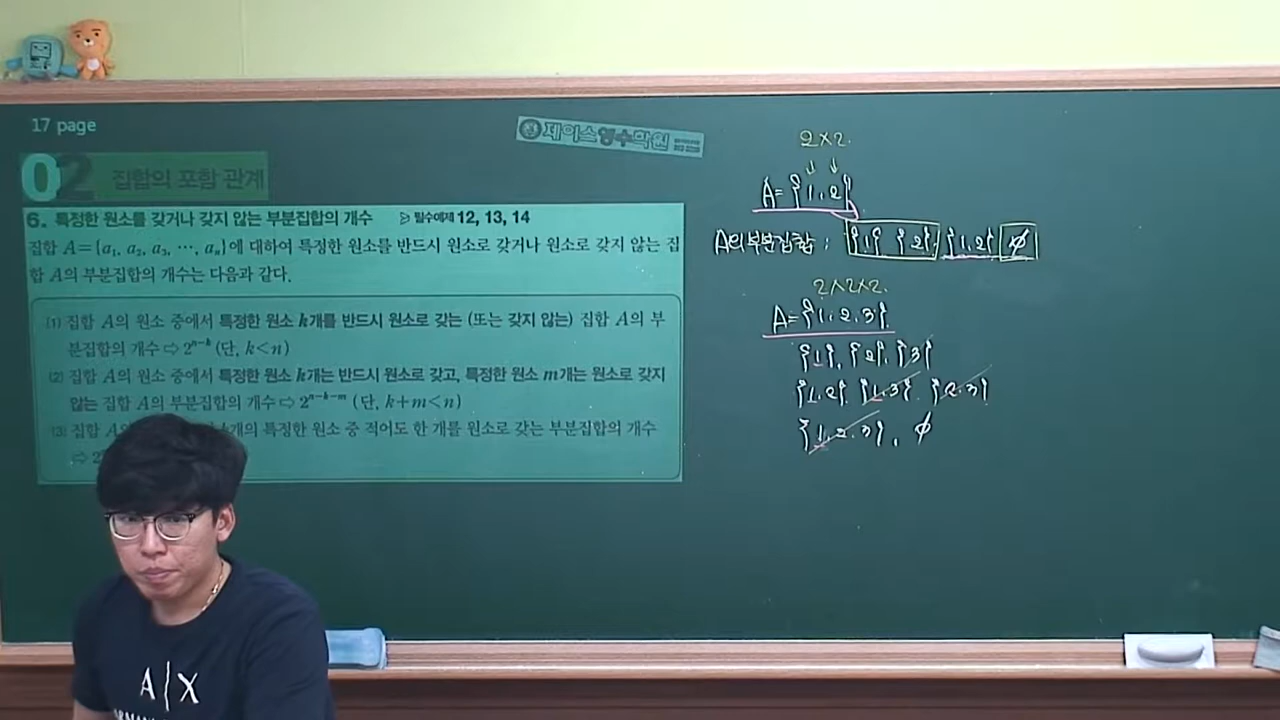 17 page
제이스영수학원
02 집합의 포함 관계
6. 특정한 원소를 갖거나 갖지 않는 부분집합의 개수 ▷ 필수예제 12, 13, 14
집합 A={a₁, a₂, a₃, ⋯, aₙ}에 대하여 특정한 원소를 반드시 원소로 갖거나 원소로 갖지 않는 집
합 A의 부분집합의 개수는 다음과 같다.
(1) 집합 A의 원소 중에서 특정한 원소 k개를 반드시 원소로 갖는 (또는 갖지 않는) 집합 A의 부
분집합의 개수 ⇨ 2ⁿ⁻ᵏ (단, k<n)
(2) 집합 A의 원소 중에서 특정한 원소 k개는 반드시 원소로 갖고, 특정한 원소 m개는 원소로 갖지
않는 집합 A의 부분집합의 개수 ⇨ 2ⁿ⁻ᵏ⁻ᵐ (단, k+m<n)
(3) 집합 A의 k개의 특정한 원소 중 적어도 한 개를 원소로 갖는 부분집합의 개수
⇨ 2
2×2.
A={1, 2}
A의 부분집합 : {1} {2}, {1, 2} ∅
2×2×2.
A={1, 2, 3}
{1}, {2}, {3}
{1, 2} {1, 3} {2, 3}
{1, 2, 3}, ∅
A|X